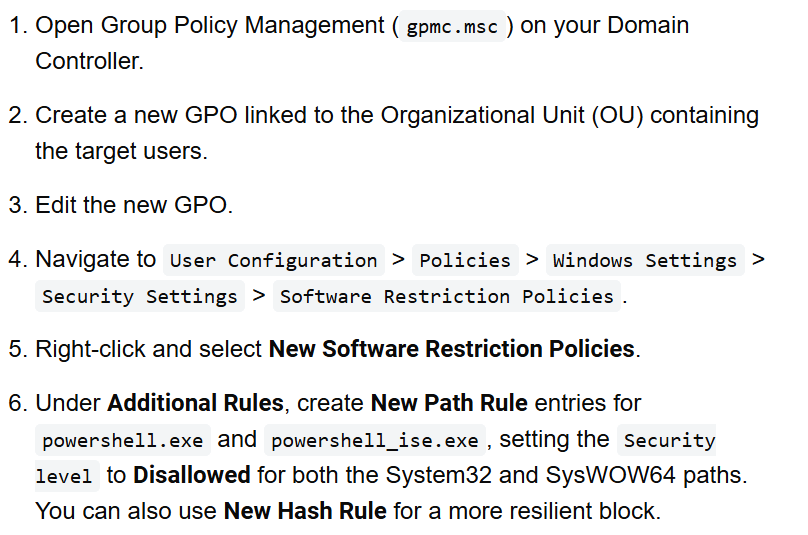 1. Open Group Policy Management ( gpmc.msc ) on your Domain
Controller.
2. Create a new GPO linked to the Organizational Unit (OU) containing
the target users.
3. Edit the new GPO.
4. Navigate to User Configuration > Policies > Windows Settings >
Security Settings > Software Restriction Policies .
5. Right-click and select New Software Restriction Policies.
6. Under Additional Rules, create New Path Rule entries for
powershell.exe and powershell_ise.exe , setting the Security
level to Disallowed for both the System32 and SysWOW64 paths.
You can also use New Hash Rule for a more resilient block.